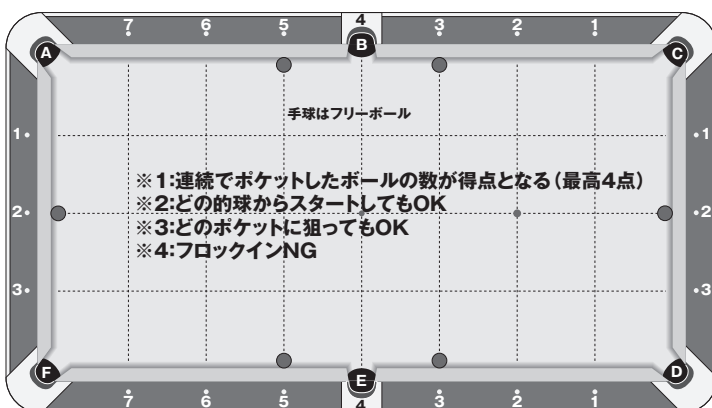 7 6 5 4 3 2 1
A B C
手球はフリーボール
1 1
※1:連続でポケットしたボールの数が得点となる(最高4点)
※2:どの的球からスタートしてもOK
2 2
※3:どのポケットに狙ってもOK
※4:フロックインNG
3 3
F E D
7 6 5 4 3 2 1